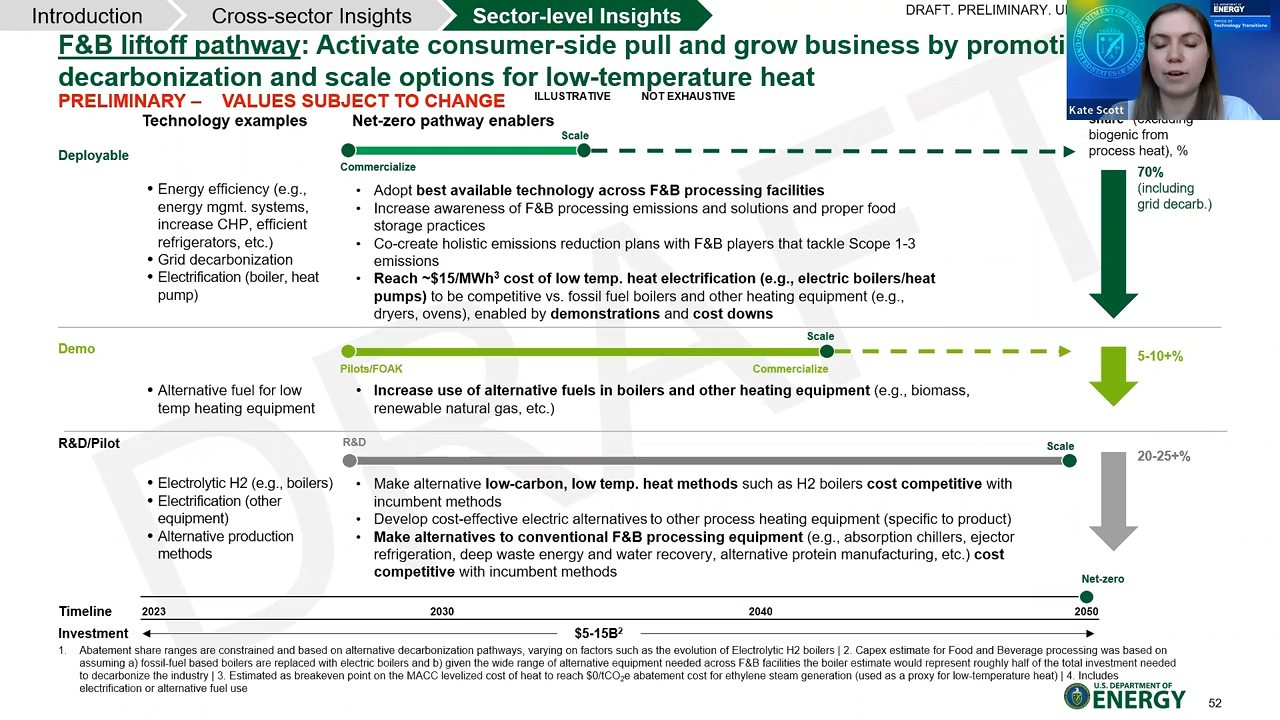 Introduction
Cross-sector Insights
Sector-level Insights
DRAFT. PRELIMINARY.
F&B liftoff pathway: Activate consumer-side pull and grow business by
decarbonization and scale options for low-temperature heat
PRELIMINARY – VALUES SUBJECT TO CHANGE
ILLUSTRATIVE NOT EXHAUSTIVE
U.S. DEPARTMENT OF
ENERGY
OFFICE OF
Technology Transitions
Kate Scott
Technology examples
Net-zero pathway enablers
(excluding
biogenic from
process heat), %
Deployable
Scale
Commercialize
• Energy efficiency (e.g.,
energy mgmt. systems,
increase CHP, efficient
refrigerators, etc.)
• Grid decarbonization
• Electrification (boiler, heat
pump)
• Adopt best available technology across F&B processing facilities
• Increase awareness of F&B processing emissions and solutions and proper food
storage practices
• Co-create holistic emissions reduction plans with F&B players that tackle Scope 1-3
emissions
• Reach ~$15/MWh3 cost of low temp. heat electrification (e.g., electric boilers/heat
pumps) to be competitive vs. fossil fuel boilers and other heating equipment (e.g.,
dryers, ovens), enabled by demonstrations and cost downs
70%
(including
grid decarb.)
Demo
Scale
Pilots/FOAK
Commercialize
• Alternative fuel for low
temp heating equipment
• Increase use of alternative fuels in boilers and other heating equipment (e.g., biomass,
renewable natural gas, etc.)
5-10+%
R&D/Pilot
R&D
Scale
• Electrolytic H2 (e.g., boilers)
• Electrification (other
equipment)
• Alternative production
methods
• Make alternative low-carbon, low temp. heat methods such as H2 boilers cost competitive with
incumbent methods
• Develop cost-effective electric alternatives to other process heating equipment (specific to product)
• Make alternatives to conventional F&B processing equipment (e.g., absorption chillers, ejector
refrigeration, deep waste energy and water recovery, alternative protein manufacturing, etc.) cost
competitive with incumbent methods
20-25+%
Net-zero
Timeline 2023 2030 2040 2050
Investment $5-15B2
1. Abatement share ranges are constrained and based on alternative decarbonization pathways, varying on factors such as the evolution of Electrolytic H2 boilers | 2. Capex estimate for Food and Beverage processing was based on
assuming a) fossil-fuel based boilers are replaced with electric boilers and b) given the wide range of alternative equipment needed across F&B facilities the boiler estimate would represent roughly half of the total investment needed
to decarbonize the industry | 3. Estimated as breakeven point on the MACC levelized cost of heat to reach $0/tCO2e abatement cost for ethylene steam generation (used as a proxy for low-temperature heat) | 4. Includes
electrification or alternative fuel use
U.S. DEPARTMENT OF
ENERGY
52
DRAFT